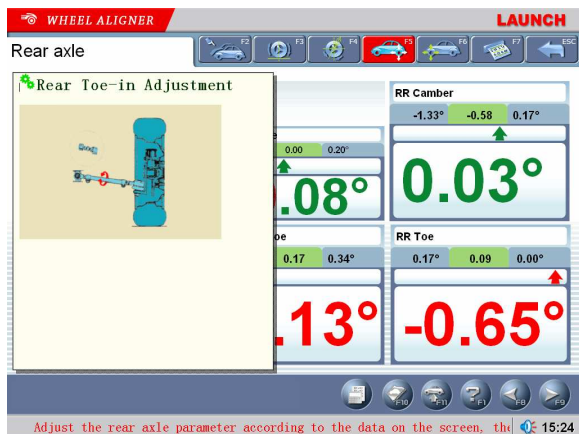 WHEEL ALIGNER
LAUNCH
Rear axle
F2
F3
F4
F5
F6
F7
ESC
Rear Toe-in Adjustment
RR Camber
-1.33° -0.58 0.17°
0.03°
0.00 0.20°
.08°
oe
0.17 0.34°
.13°
RR Toe
0.17° 0.09 0.00°
-0.65°
F10
F11
F1
F8
F9
Adjust the rear axle parameter according to the data on the screen, the
15:24